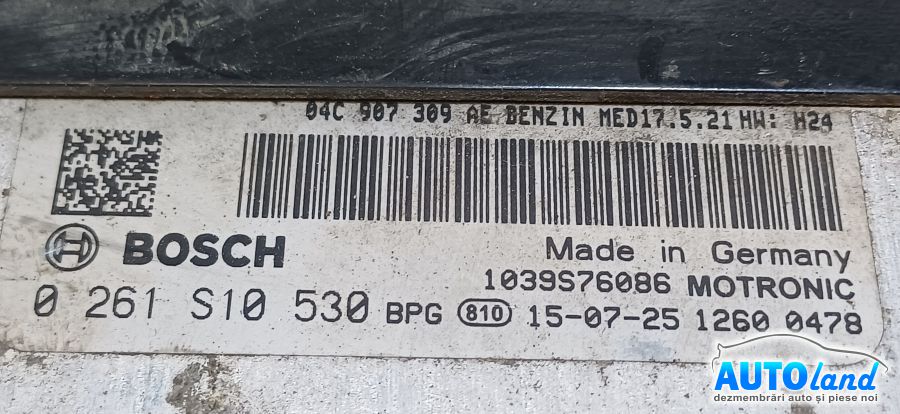 04C 907 309 AE BENZIN MED17.5.21 HW: H24
BOSCH
Made in Germany
1039S76086 MOTRONIC
0 261 S10 530 BPG 810 15-07-25 1260 0478
AUTOland
dezmembrări auto și piese noi